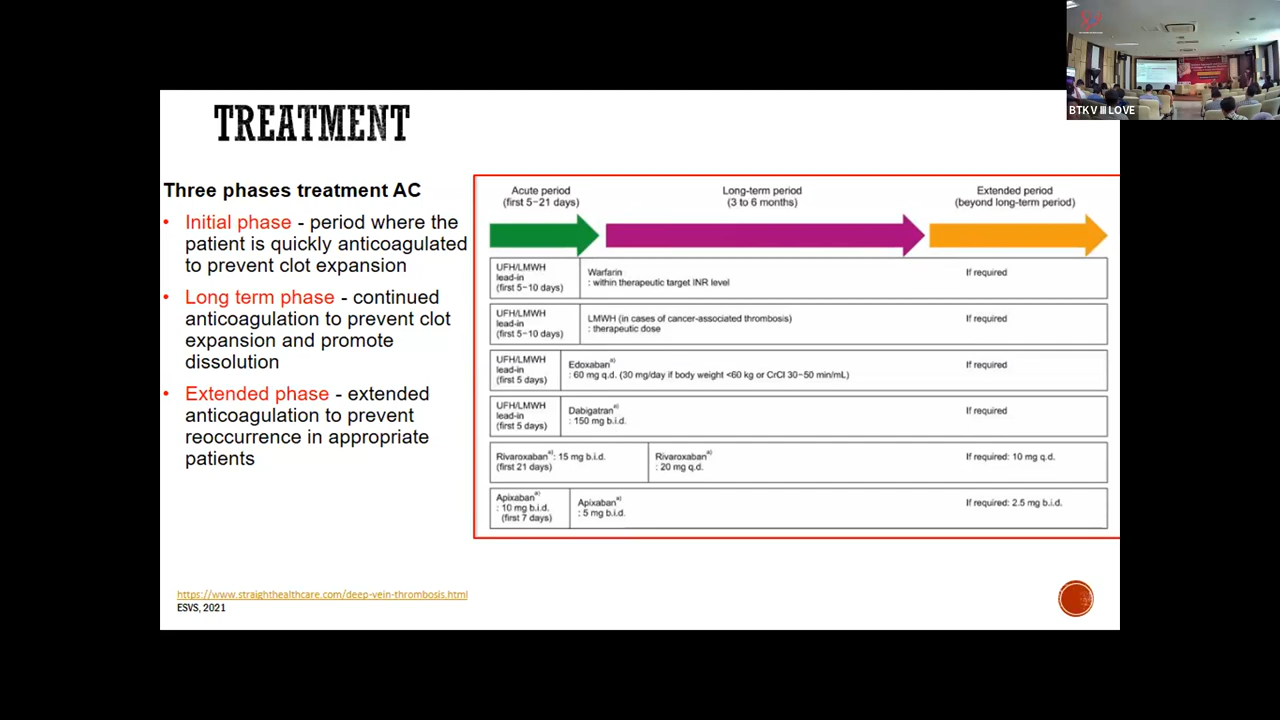 TREATMENT
BTKV III LOVE
Three phases treatment AC
• Initial phase - period where the
patient is quickly anticoagulated
to prevent clot expansion
• Long term phase - continued
anticoagulation to prevent clot
expansion and promote
dissolution
• Extended phase - extended
anticoagulation to prevent
reoccurrence in appropriate
patients
Acute period
(first 5-21 days)
Long-term period
(3 to 6 months)
Extended period
(beyond long-term period)
UFH/LMWH
lead-in
(first 5-10 days)
Warfarin
: within therapeutic target INR level
If required
UFH/LMWH
lead-in
(first 5-10 days)
LMWH (in cases of cancer-associated thrombosis)
: therapeutic dose
If required
UFH/LMWH
lead-in
(first 5 days)
Edoxaban a)
: 60 mg q.d. (30 mg/day if body weight <60 kg or CrCl 30-50 min/mL)
If required
UFH/LMWH
lead-in
(first 5 days)
Dabigatran a)
: 150 mg b.i.d.
If required
Rivaroxaban a): 15 mg b.i.d.
(first 21 days)
Rivaroxaban a)
: 20 mg q.d.
If required: 10 mg q.d.
Apixaban a)
: 10 mg b.i.d.
(first 7 days)
Apixaban a)
: 5 mg b.i.d.
If required: 2.5 mg b.i.d.
https://www.straighthealthcare.com/deep-vein-thrombosis.html
ESVS, 2021